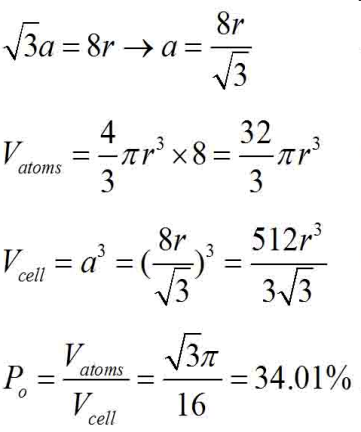 √3a = 8r → a = 8r/√3
V_atoms = 4/3 πr³ × 8 = 32/3 πr³
V_cell = a³ = (8r/√3)³ = 512r³/3√3
P_o = V_atoms/V_cell = √3π/16 = 34.01%